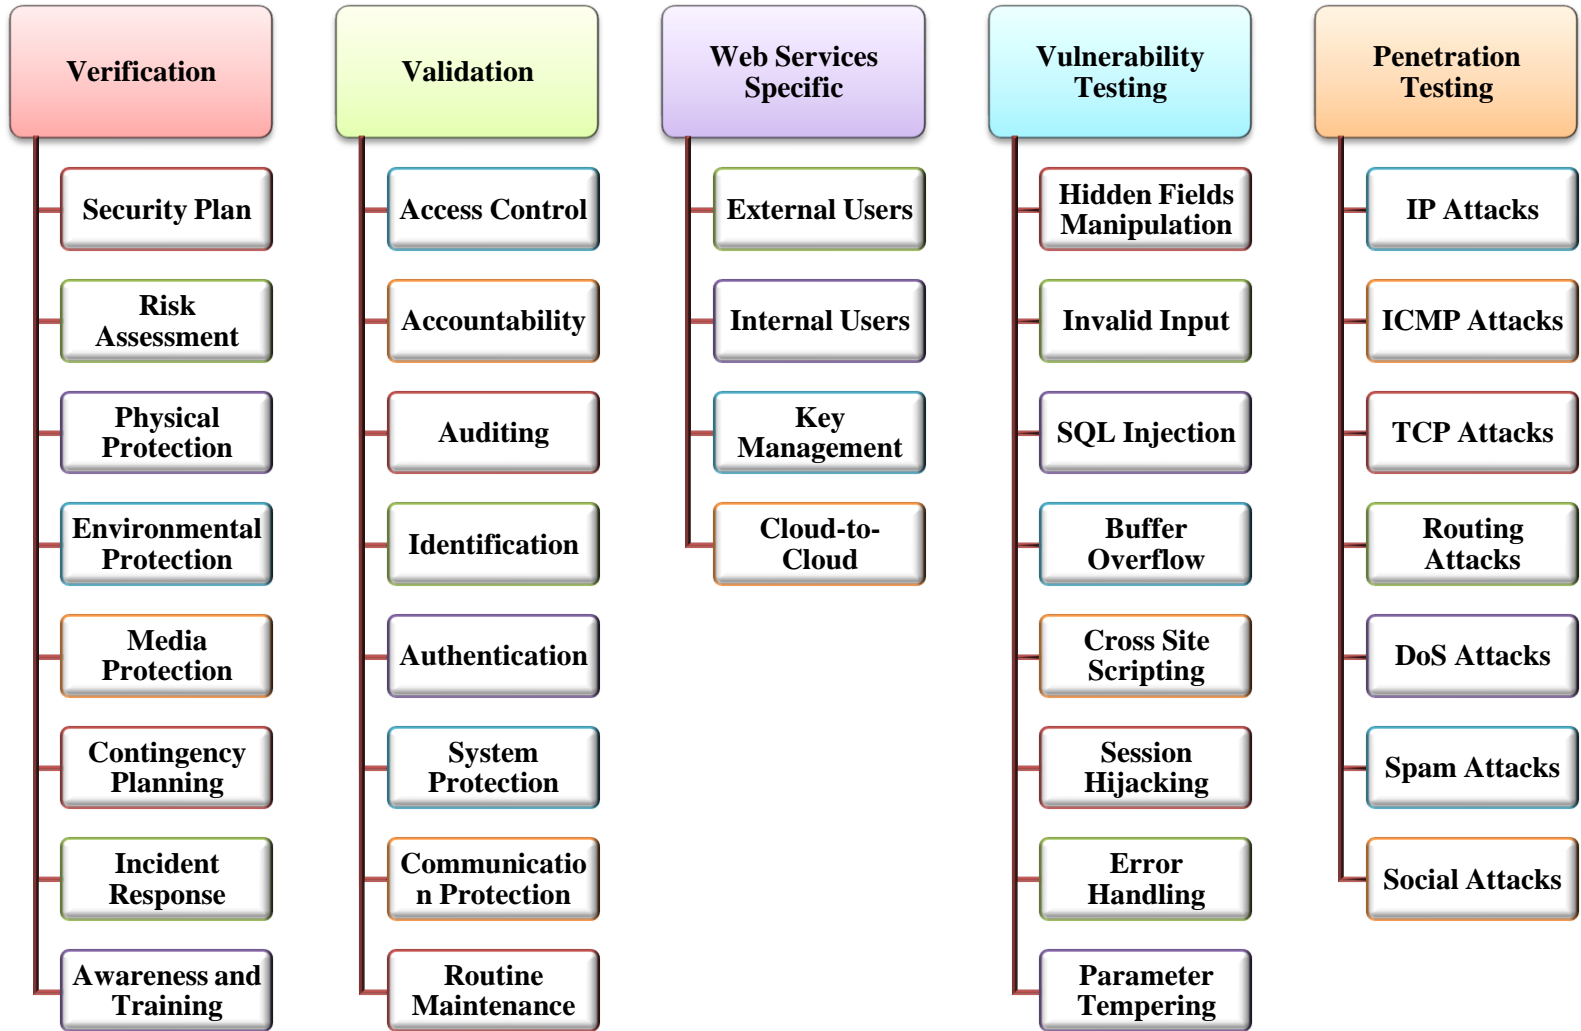 Verification
Security Plan
Risk
Assessment
Physical
Protection
Environmental
Protection
Media
Protection
Contingency
Planning
Incident
Response
Awareness and
Training
Validation
Access Control
Accountability
Auditing
Identification
Authentication
System
Protection
Communicatio
n Protection
Routine
Maintenance
Web Services
Specific
External Users
Internal Users
Key
Management
Cloud-to-
Cloud
Vulnerability
Testing
Hidden Fields
Manipulation
Invalid Input
SQL Injection
Buffer
Overflow
Cross Site
Scripting
Session
Hijacking
Error
Handling
Parameter
Tempering
Penetration
Testing
IP Attacks
ICMP Attacks
TCP Attacks
Routing
Attacks
DoS Attacks
Spam Attacks
Social Attacks